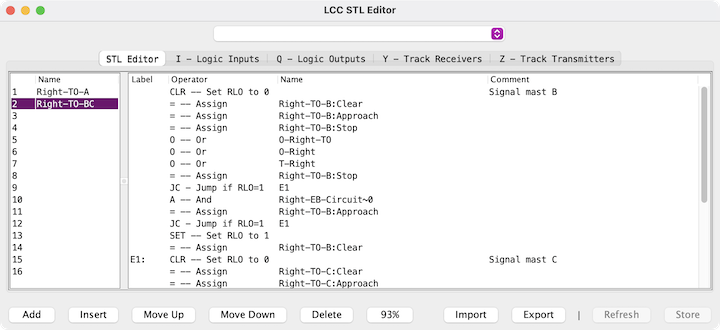 LCC STL Editor
STL Editor I – Logic Inputs Q – Logic Outputs Y – Track Receivers Z – Track Transmitters
Name Label Operator Name Comment
1 Right-TO-A CLR -- Set RLO to 0 Signal mast B
2 Right-TO-BC = -- Assign Right-TO-B:Clear
3 = -- Assign Right-TO-B:Approach
4 = -- Assign Right-TO-B:Stop
5 O -- Or O-Right-TO
6 O -- Or O-Right
7 O -- Or T-Right
8 = -- Assign Right-TO-B:Stop
9 JC - Jump if RLO=1 E1
10 A -- And Right-EB-Circuit~0
11 = -- Assign Right-TO-B:Approach
12 JC - Jump if RLO=1 E1
13 SET -- Set RLO to 1
14 = -- Assign Right-TO-B:Clear
15 E1: CLR -- Set RLO to 0 Signal mast C
16 = -- Assign Right-TO-C:Clear
= -- Assign Right-TO-C:Approach
Add Insert Move Up Move Down Delete 93% Import Export | Refresh Store